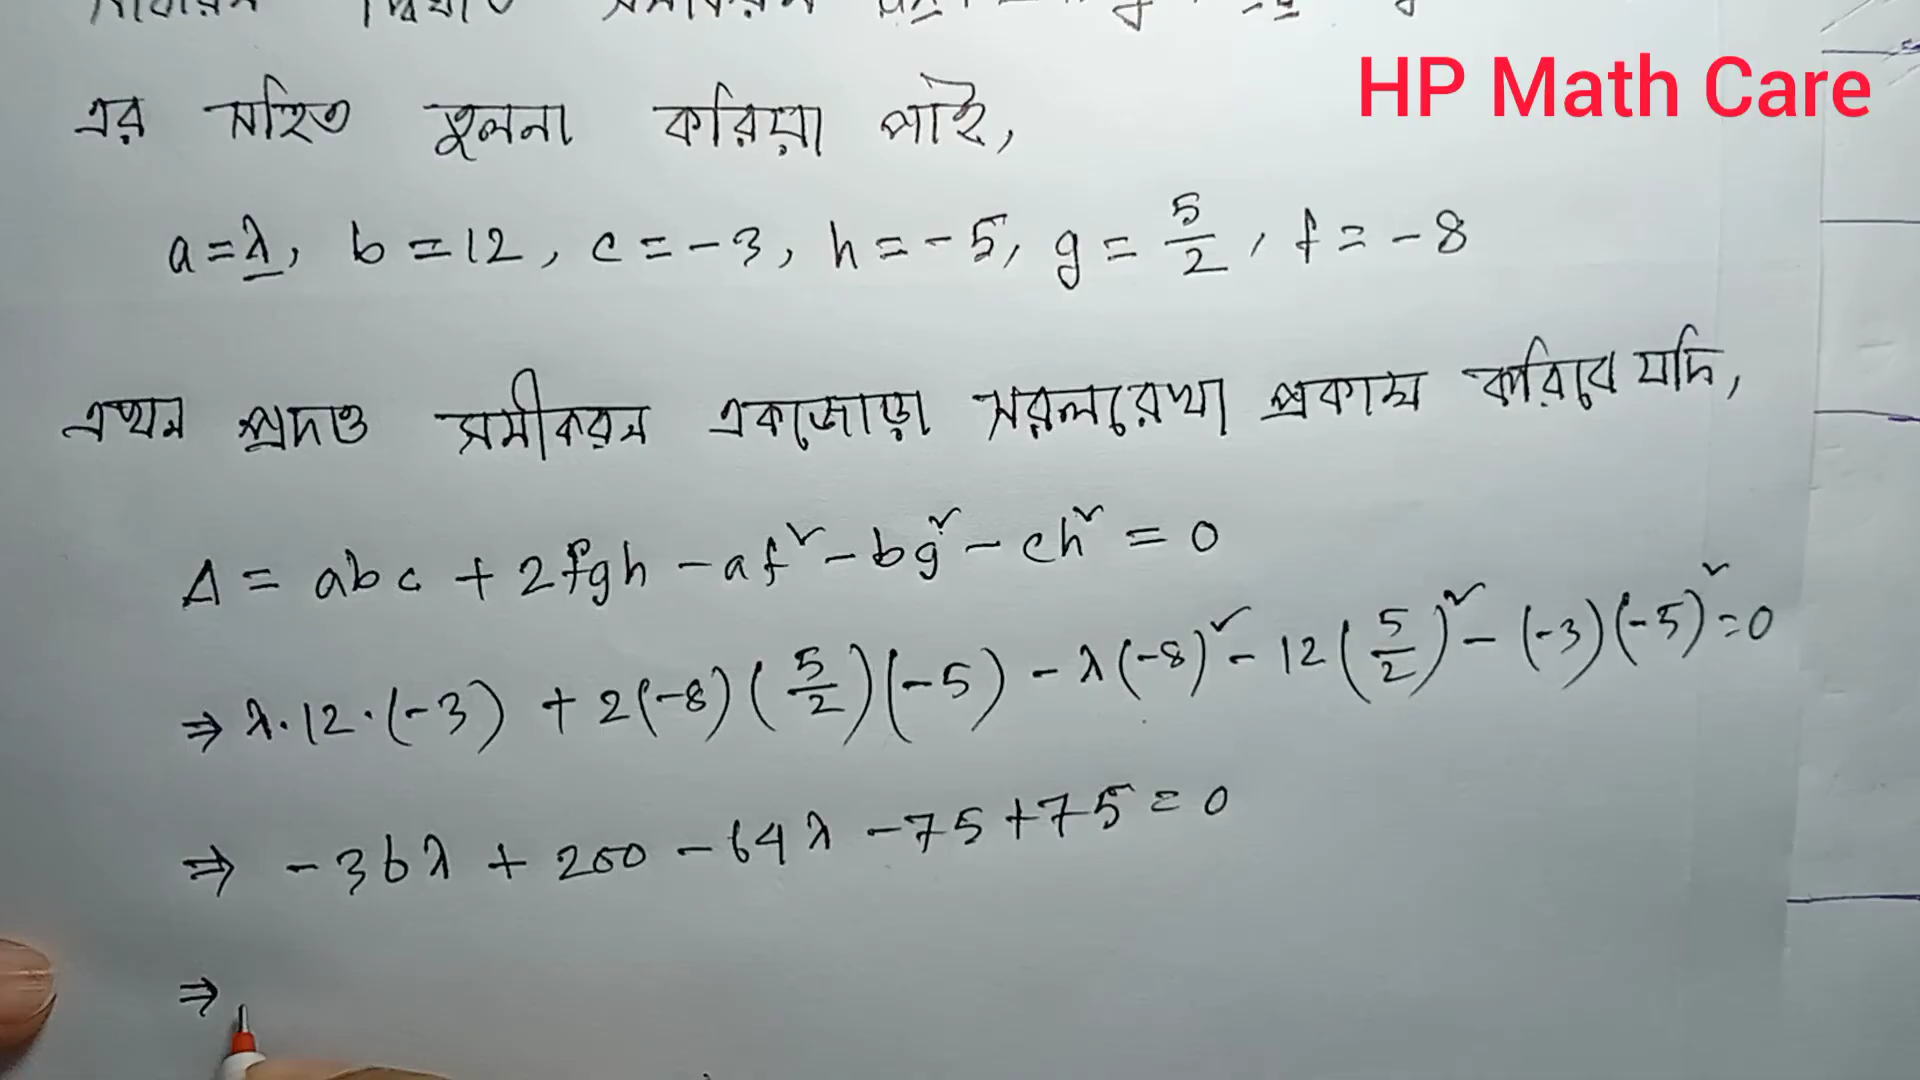 HP Math Care
এর সহিত তুলনা করিয়া পাই,
a = λ, b = 12, c = -3, h = -5, g = 5/2, f = -8
এখন প্রদত্ত সমীকরন একজোড়া সরলরেখা প্রকাশ করিবে যদি,
Δ = abc + 2fgh - af² - bg² - ch² = 0
⇒ λ.12.(-3) + 2(-8)(5/2)(-5) - λ(-8)² - 12(5/2)² - (-3)(-5)² = 0
⇒ -36λ + 200 - 64λ - 75 + 75 = 0
⇒